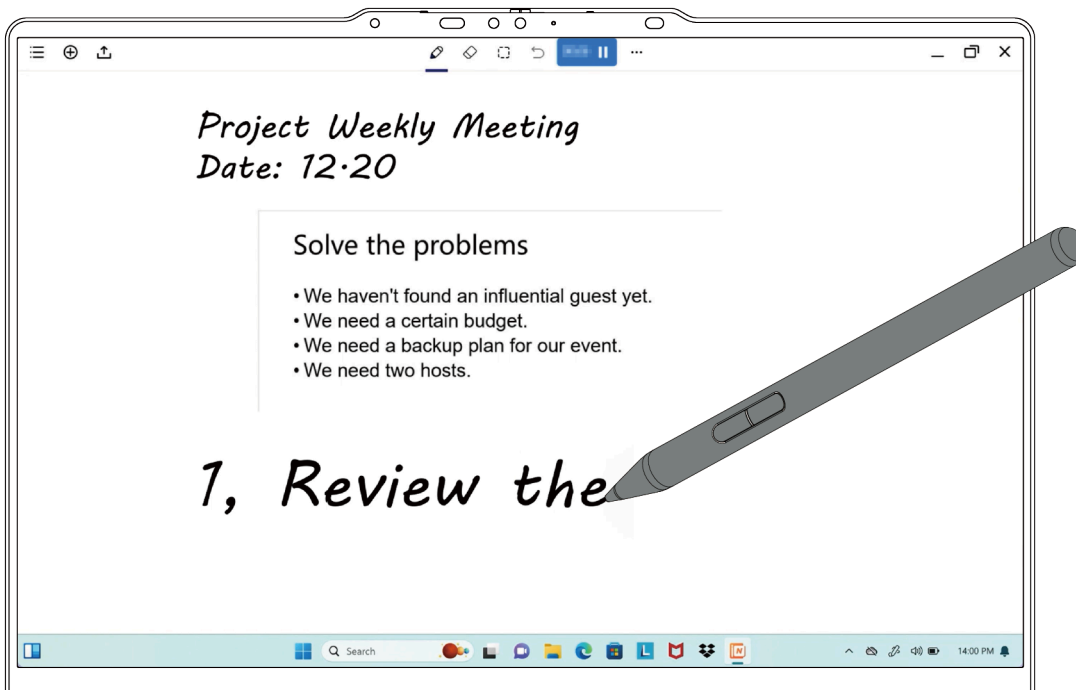 Project Weekly Meeting
Date: 12·20
Solve the problems
• We haven't found an influential guest yet.
• We need a certain budget.
• We need a backup plan for our event.
• We need two hosts.
1, Review the
Search
L
N
14:00 PM